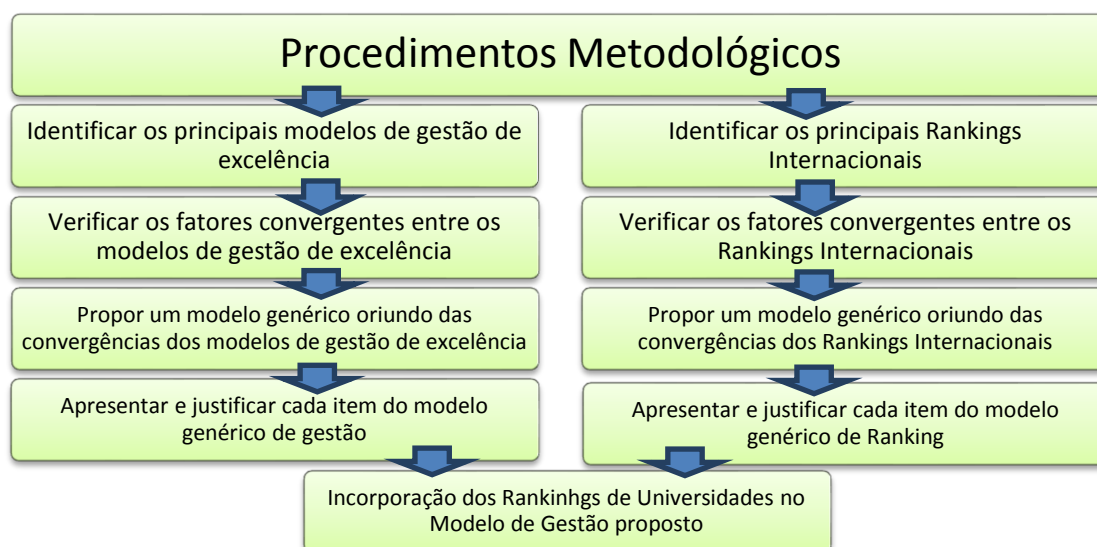 Procedimentos Metodológicos
Identificar os principais modelos de gestão de
excelência
Verificar os fatores convergentes entre os
modelos de gestão de excelência
Propor um modelo genérico oriundo das
convergências dos modelos de gestão de excelência
Apresentar e justificar cada item do modelo
genérico de gestão
Identificar os principais Rankings
Internacionais
Verificar os fatores convergentes entre os
Rankings Internacionais
Propor um modelo genérico oriundo das
convergências dos Rankings Internacionais
Apresentar e justificar cada item do modelo
genérico de Ranking
Incorporação dos Rankinhgs de Universidades no
Modelo de Gestão proposto